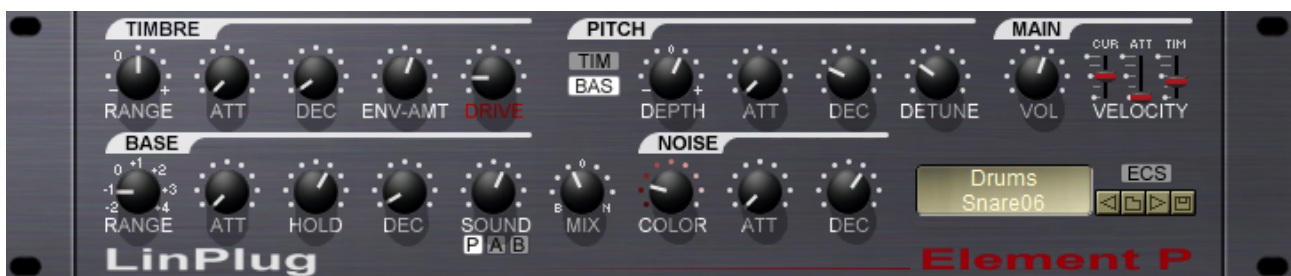 TIMBRE PITCH MAIN
CUR ATT TIM
0 TIM 0
BAS
- + - +
RANGE ATT DEC ENV-AMT DRIVE DEPTH ATT DEC DETUNE VOL VELOCITY
BASE NOISE
0 +1 +2 0
-1 +3 Drums ECS
-2 +4 B N Snare06
RANGE ATT HOLD DEC SOUND MIX COLOR ATT DEC
P A B
LinPlug Element P